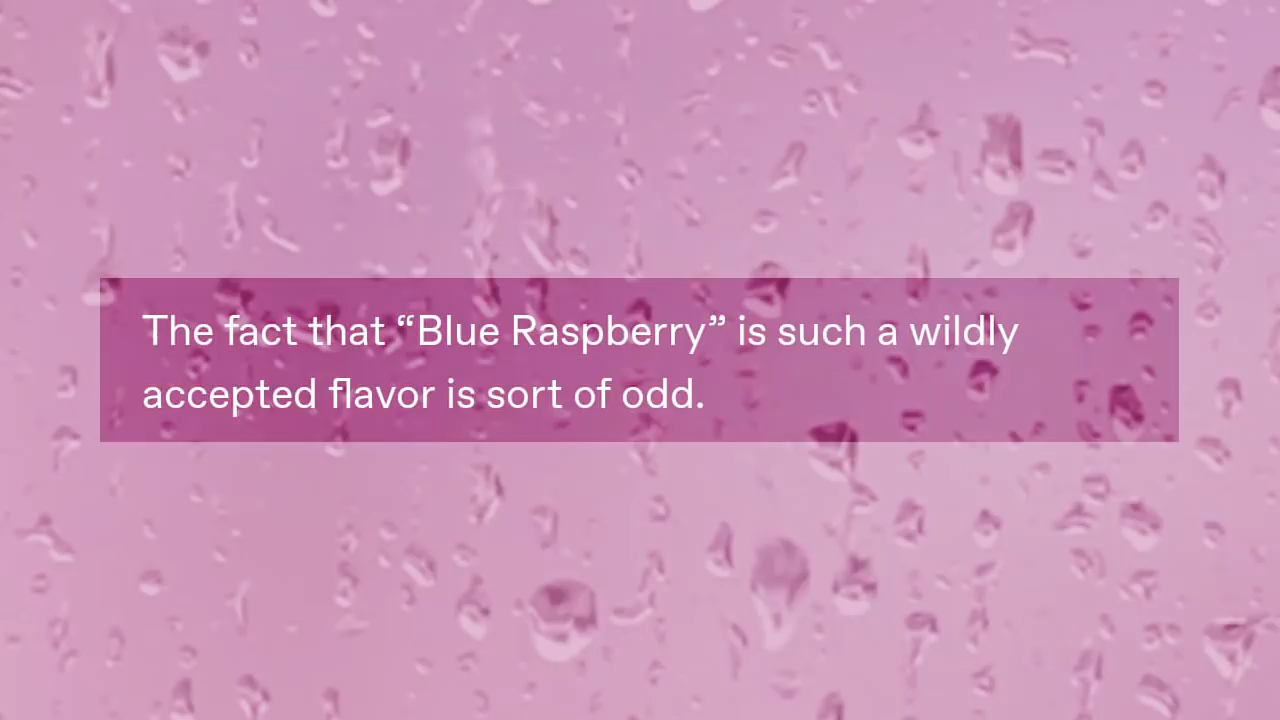 The fact that “Blue Raspberry” is such a wildly
accepted flavor is sort of odd.